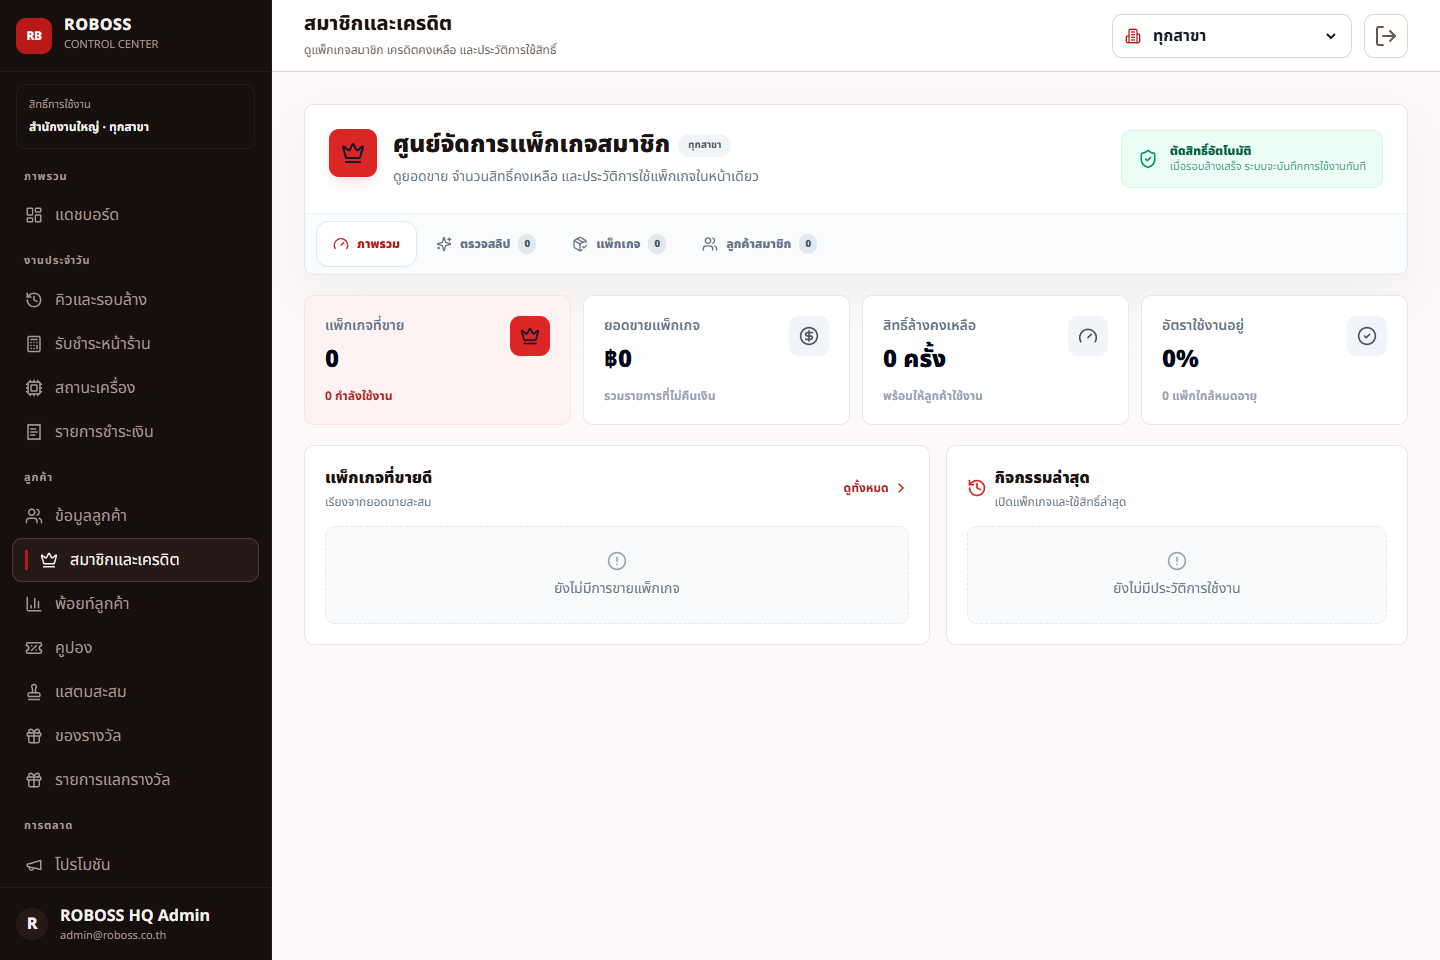 RB
ROBOSS
CONTROL CENTER
สิทธิ์การใช้งาน
สำนักงานใหญ่ · ทุกสาขา
ภาพรวม
แดชบอร์ด
งานประจำวัน
คิวและรอบล้าง
รับชำระหน้าร้าน
สถานะเครื่อง
รายการชำระเงิน
ลูกค้า
ข้อมูลลูกค้า
สมาชิกและเครดิต
พ้อยท์ลูกค้า
คูปอง
แสตมสะสม
ของรางวัล
รายการแลกรางวัล
การตลาด
โปรโมชัน
R
ROBOSS HQ Admin
admin@roboss.co.th
สมาชิกและเครดิต
ดูแพ็กเกจสมาชิก เครดิตคงเหลือ และประวัติการใช้สิทธิ์
ทุกสาขา
ศูนย์จัดการแพ็กเกจสมาชิก ทุกสาขา
ดูยอดขาย จำนวนสิทธิ์คงเหลือ และประวัติการใช้แพ็กเกจในหน้าเดียว
ตัดสิทธิ์อัตโนมัติ
เมื่อรอบล้างเสร็จ ระบบจะบันทึกการใช้งานทันที
ภาพรวม ตรวจสลิป 0 แพ็กเกจ 0 ลูกค้าสมาชิก 0
แพ็กเกจที่ขาย
0
0 กำลังใช้งาน
ยอดขายแพ็กเกจ
฿0
รวมรายการที่ไม่คืนเงิน
สิทธิ์ล้างคงเหลือ
0 ครั้ง
พร้อมให้ลูกค้าใช้งาน
อัตราใช้งานอยู่
0%
0 แพ็กใกล้หมดอายุ
แพ็กเกจที่ขายดี
เรียงจากยอดขายสะสม
ดูทั้งหมด
ยังไม่มีการขายแพ็กเกจ
กิจกรรมล่าสุด
เปิดแพ็กเกจและใช้สิทธิ์ล่าสุด
ยังไม่มีประวัติการใช้งาน